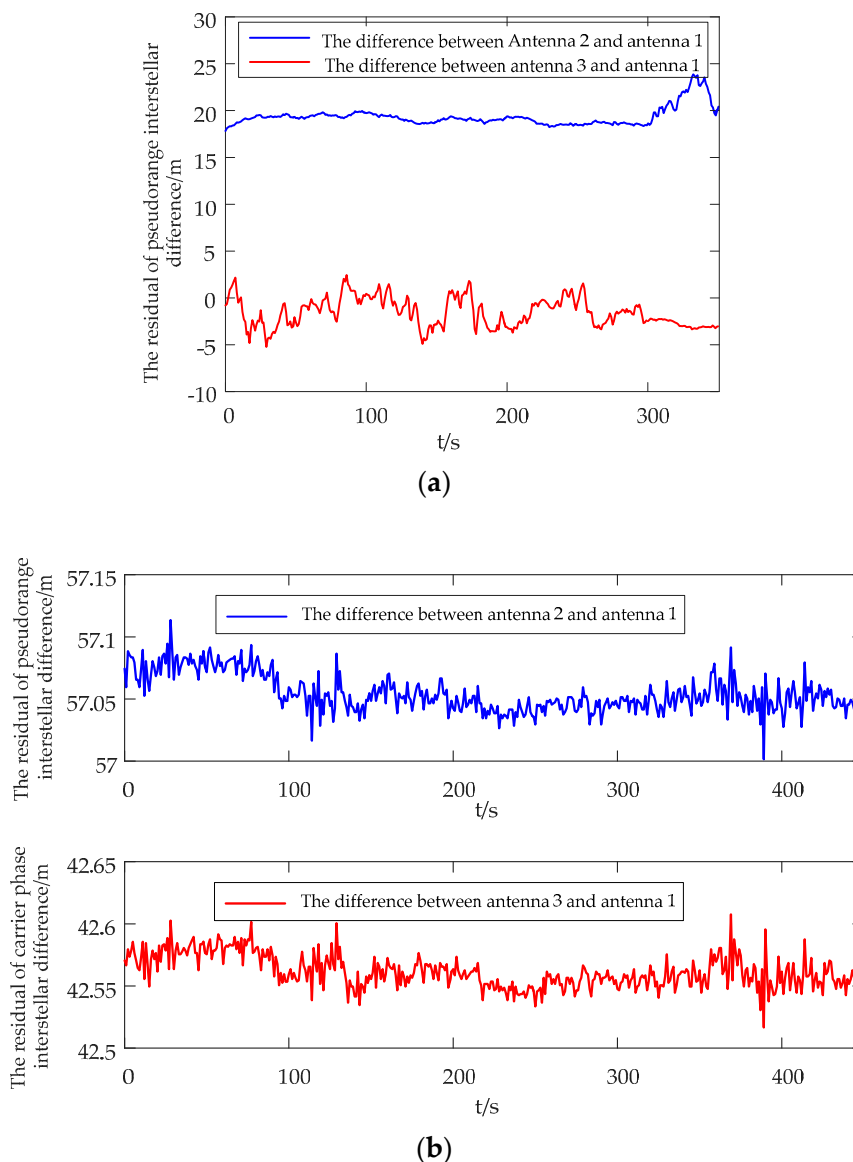 The residual of pseudorange interstellar
difference/m
30
25
20
15
10
5
0
-5
-10
The difference between Antenna 2 and antenna 1
The difference between antenna 3 and antenna 1
0 100 200 300
t/s
(a)
The residual of pseudorange
interstellar difference/m
57.15
57.1
57.05
57
The difference between antenna 2 and antenna 1
0 100 200 300 400
t/s
The residual of carrier phase
interstellar difference/m
42.65
42.6
42.55
42.5
The difference between antenna 3 and antenna 1
0 100 200 300 400
t/s
(b)